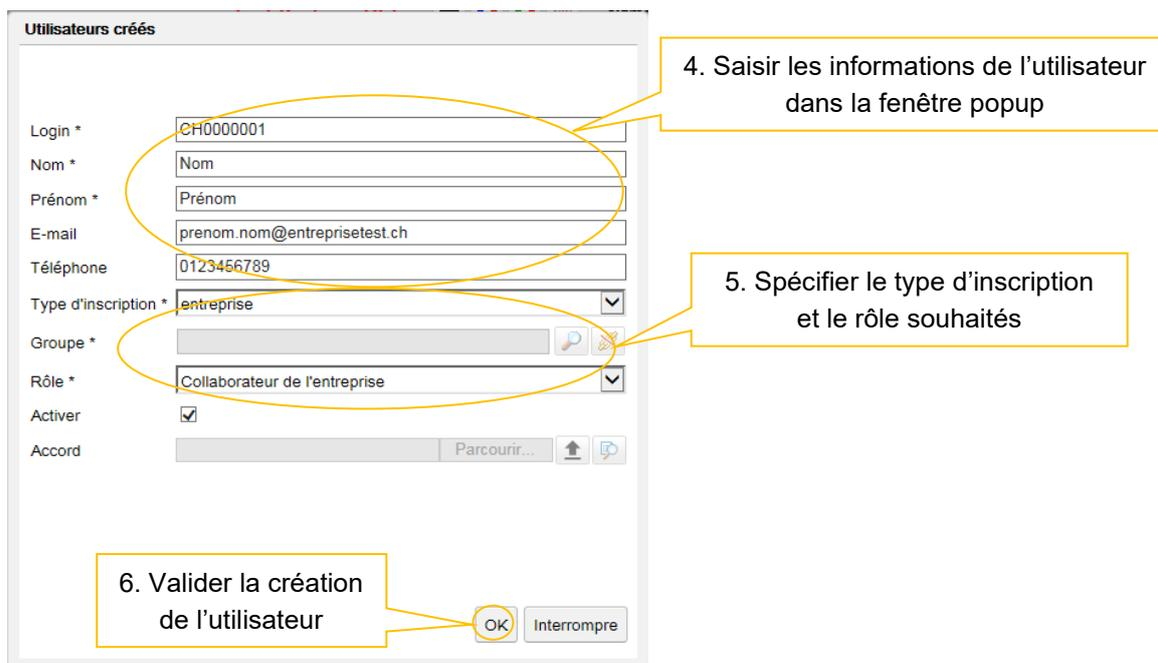 Utilisateurs créés
4. Saisir les informations de l’utilisateur
dans la fenêtre popup
Login * CH0000001
Nom * Nom
Prénom * Prénom
E-mail prenom.nom@entreprisetest.ch
Téléphone 0123456789
5. Spécifier le type d’inscription
et le rôle souhaités
Type d'inscription * entreprise
Groupe *
Rôle * Collaborateur de l'entreprise
Activer
Accord Parcourir...
6. Valider la création
de l’utilisateur
OK Interrompre